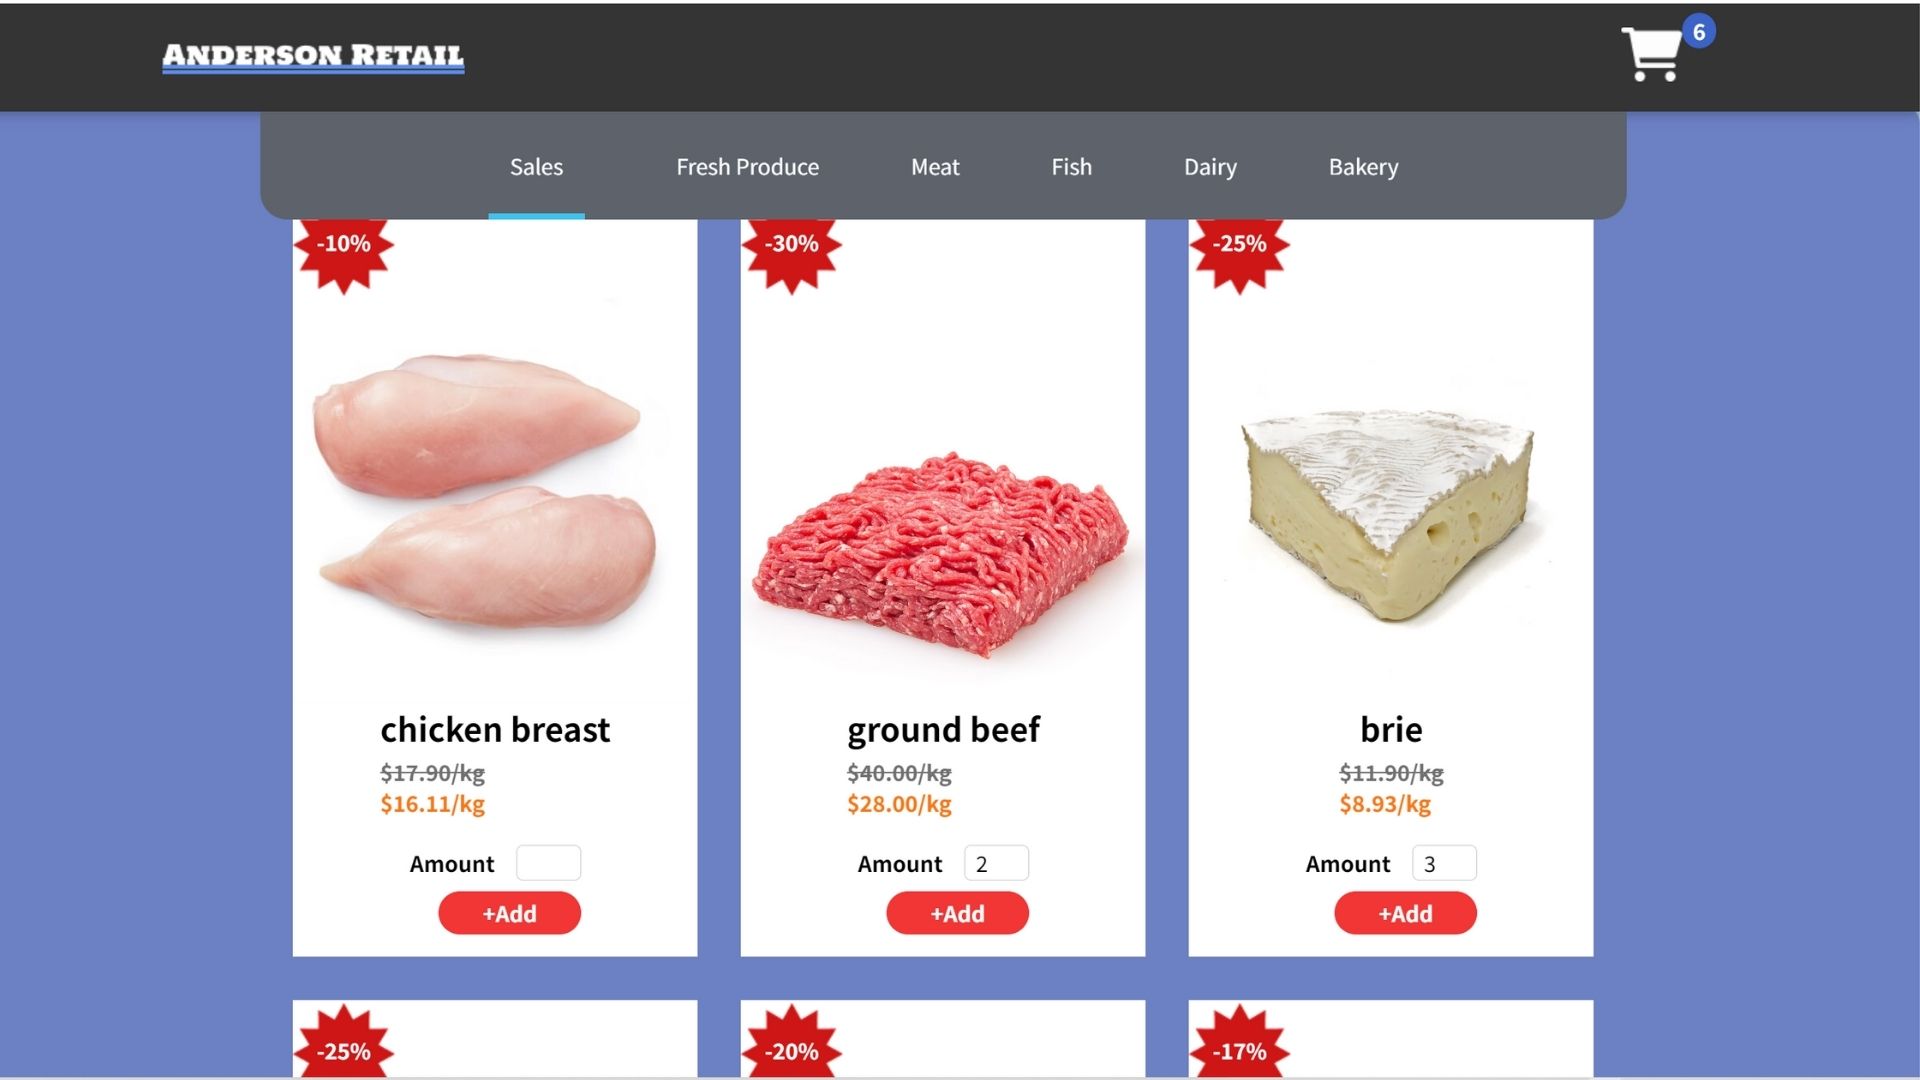 ANDERSON RETAIL
6
Sales Fresh Produce Meat Fish Dairy Bakery
-10% -30% -25%
chicken breast
$17.90/kg
$16.11/kg
Amount
+Add
ground beef
$40.00/kg
$28.00/kg
Amount 2
+Add
brie
$11.90/kg
$8.93/kg
Amount 3
+Add
-25% -20% -17%